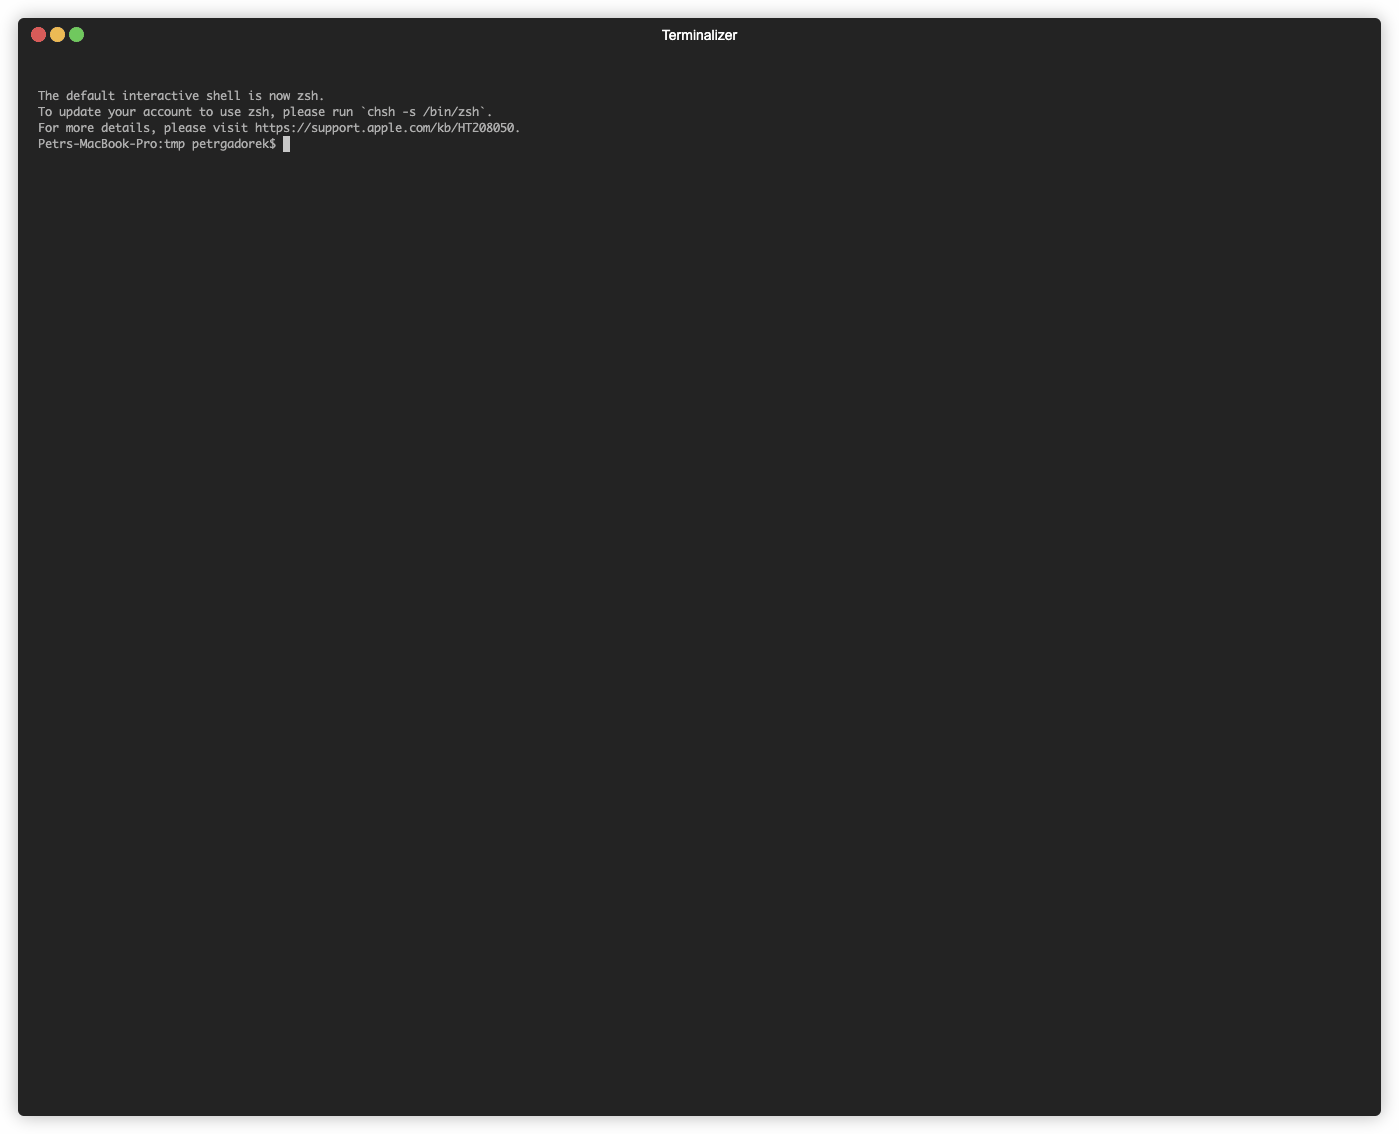 Terminalizer
The default interactive shell is now zsh.
To update your account to use zsh, please run `chsh -s /bin/zsh`.
For more details, please visit https://support.apple.com/kb/HT208050.
Petrs-MacBook-Pro:tmp petrgadorek$